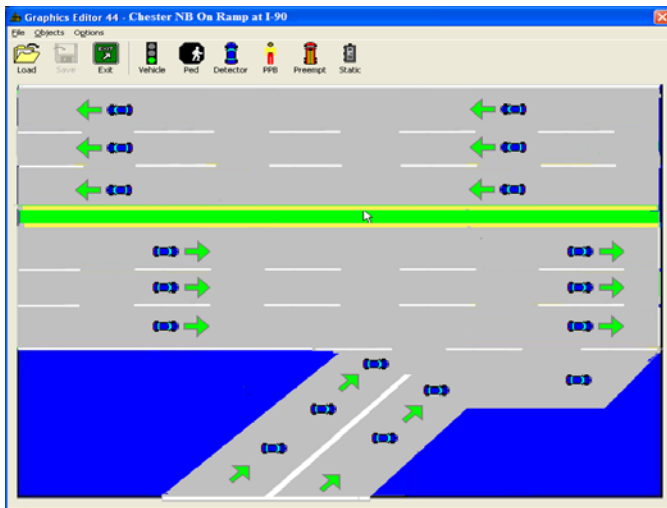 Graphics Editor 44 - Chester NB On Ramp at I-90
File Objects Options
EXIT
Load Save Exit Vehicle Ped Detector PPB Preempt Static